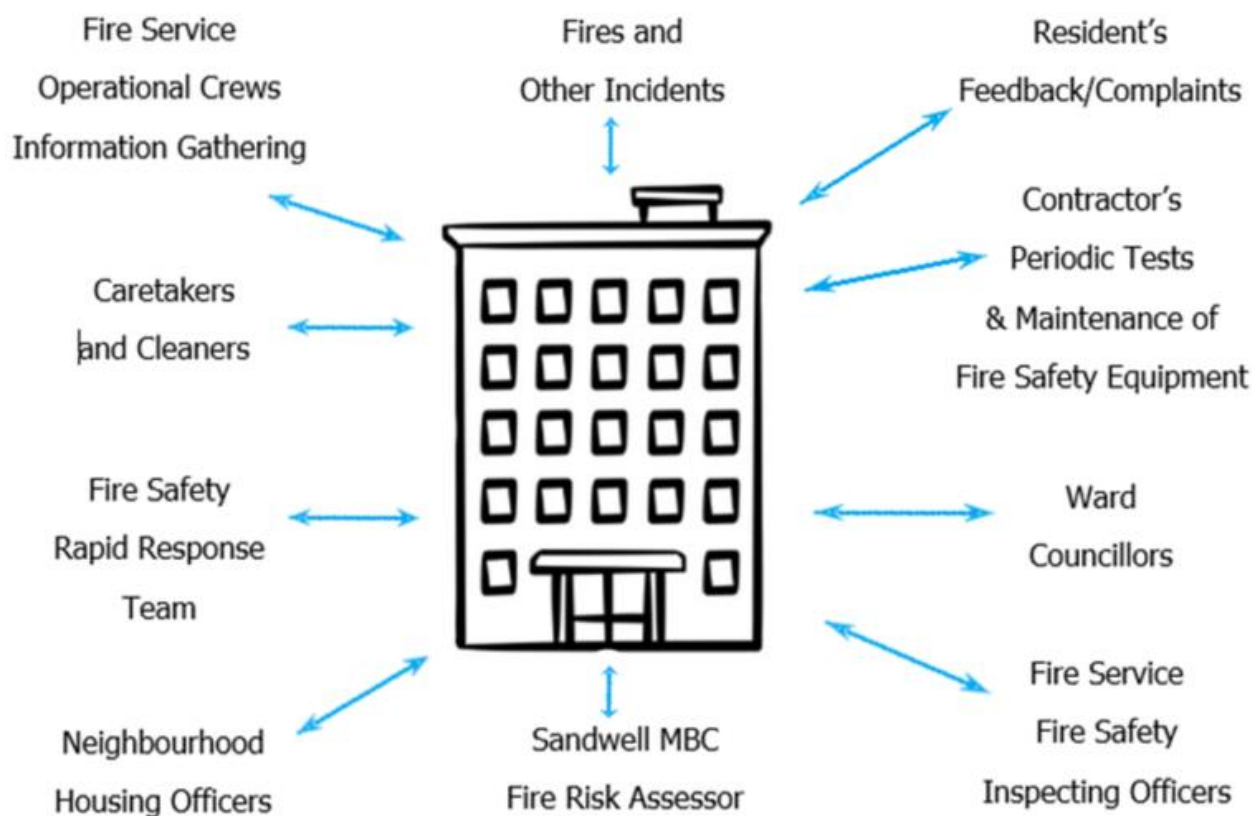 Fire Service
Operational Crews
Information Gathering
Fires and
Other Incidents
Resident's
Feedback/Complaints
Caretakers
and Cleaners
Contractor's
Periodic Tests
& Maintenance of
Fire Safety Equipment
Fire Safety
Rapid Response
Team
Ward
Councillors
Neighbourhood
Housing Officers
Sandwell MBC
Fire Risk Assessor
Fire Service
Fire Safety
Inspecting Officers